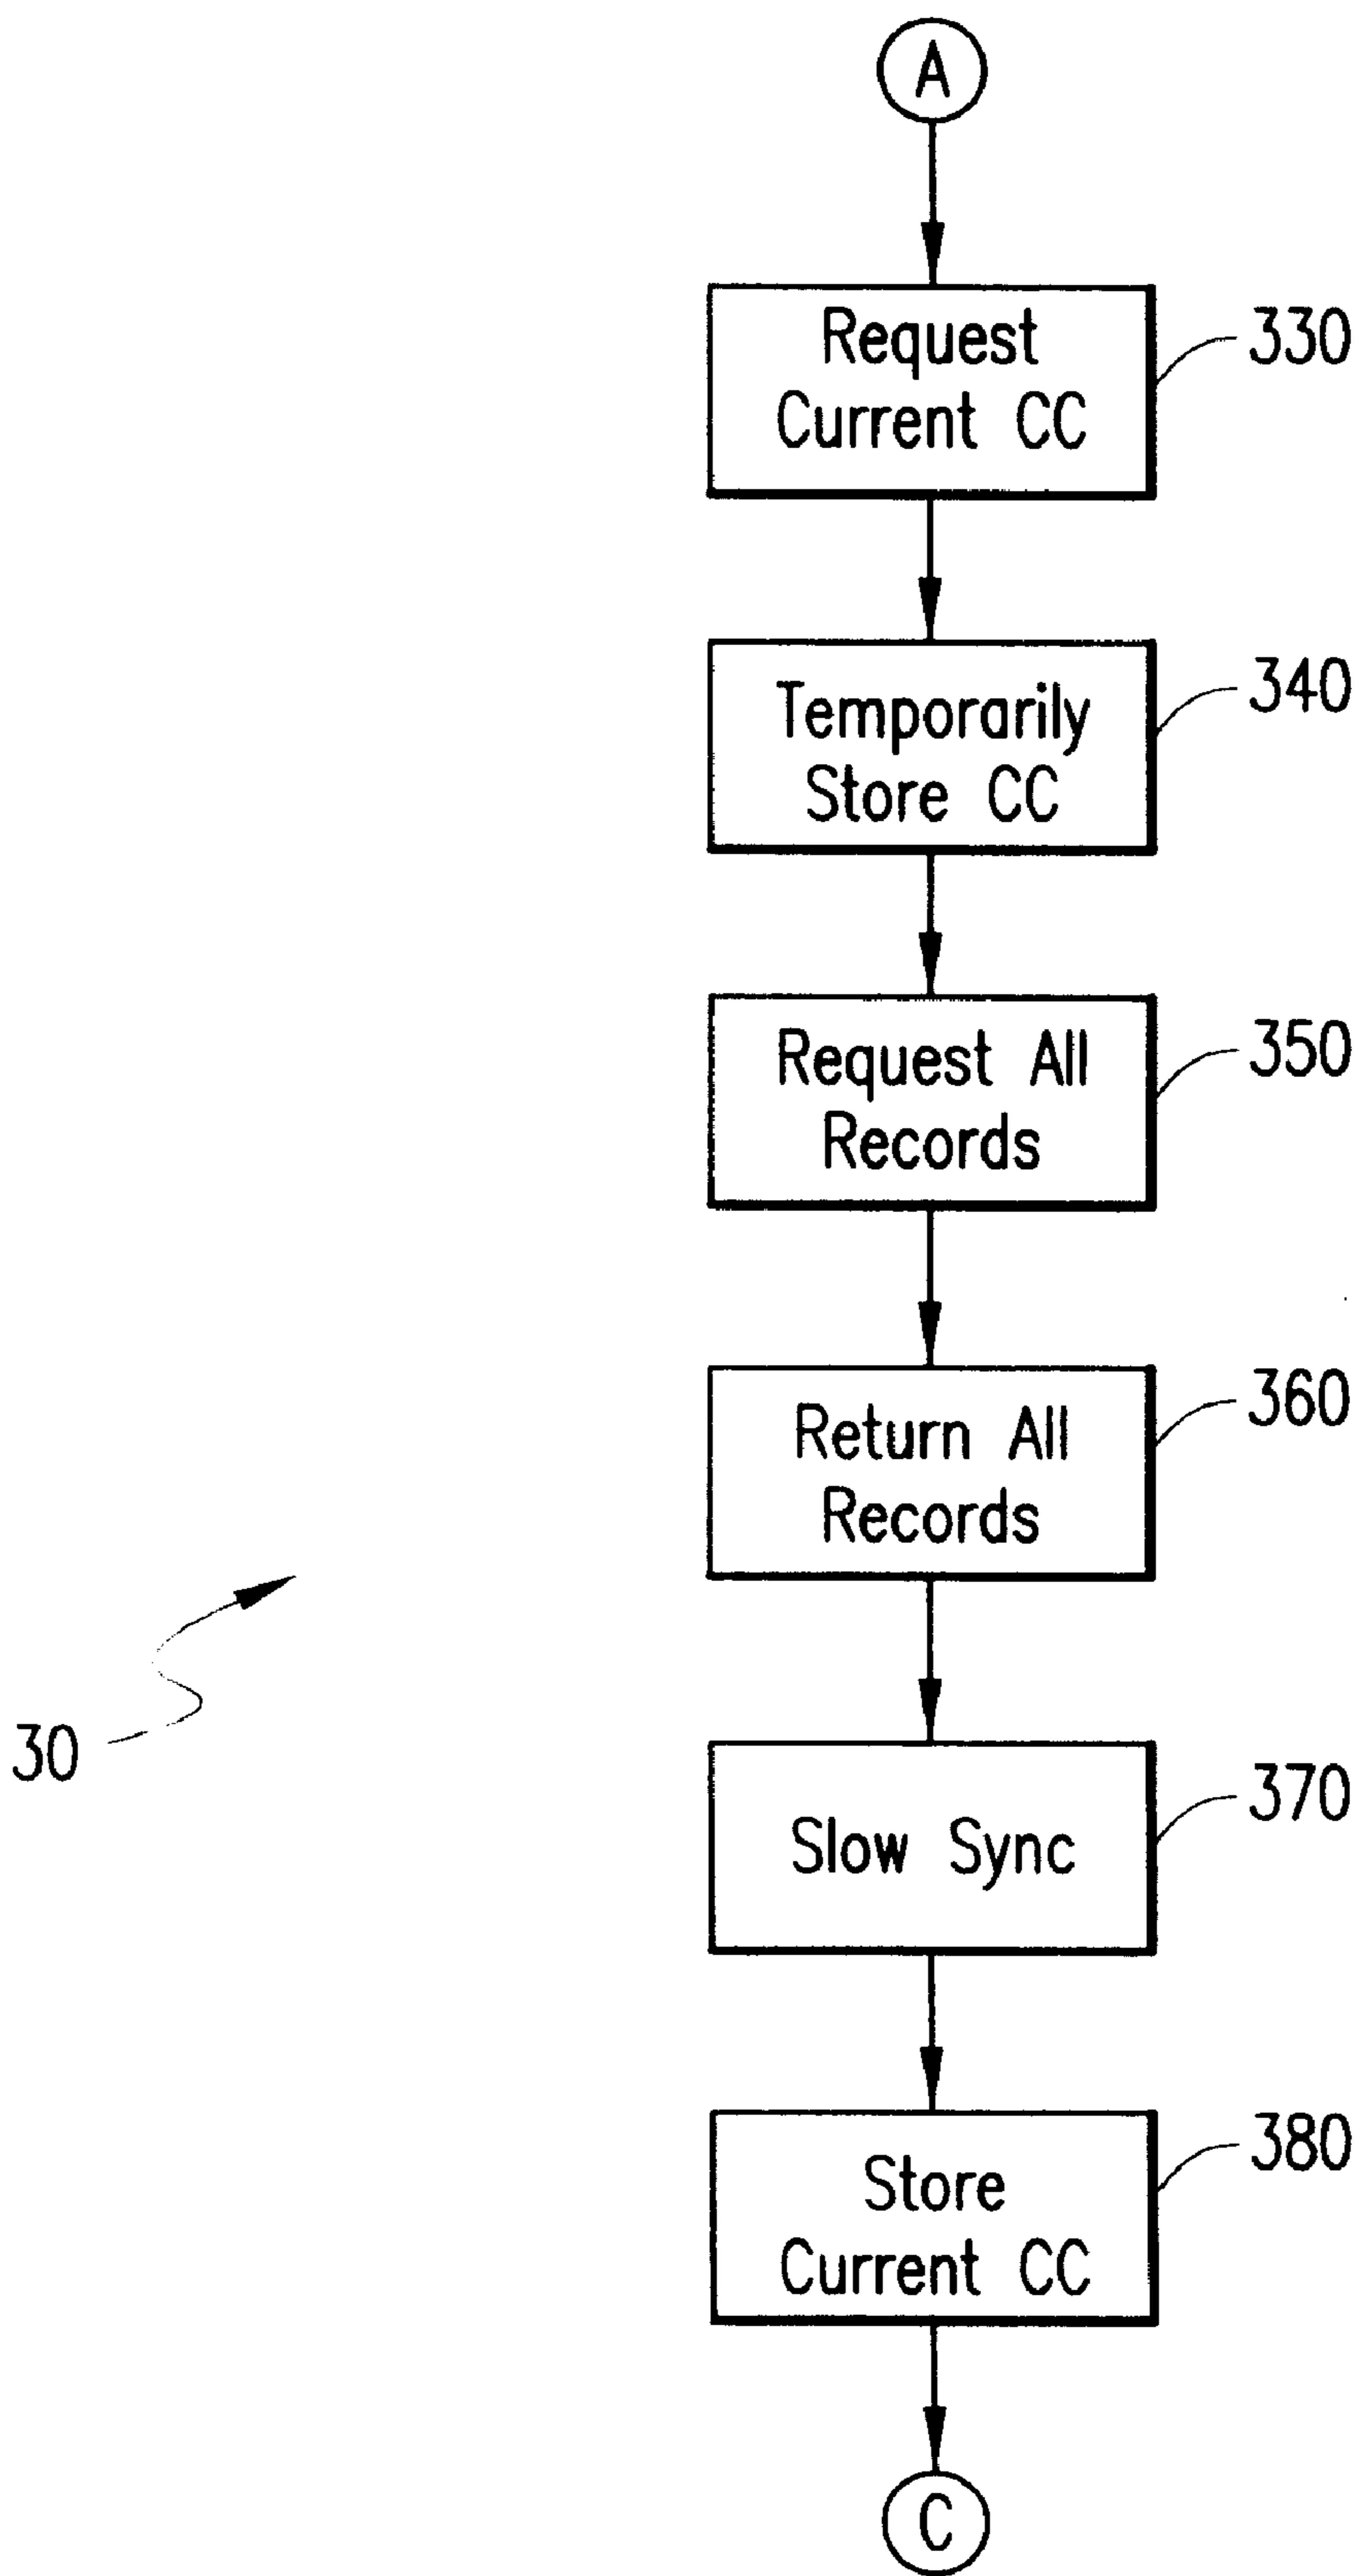 A
Request
Current CC
330
Temporarily
Store CC
340
Request All
Records
350
Return All
Records
360
30
Slow Sync
370
Store
Current CC
380
C